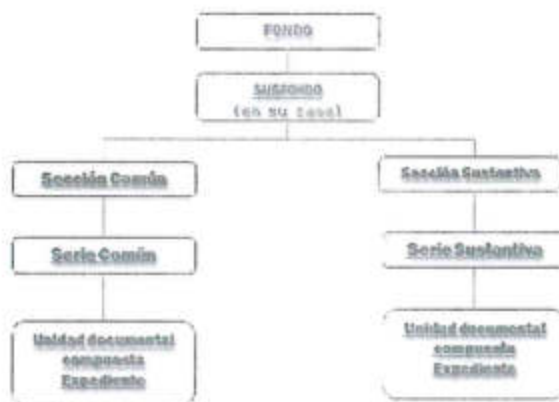 FONDO
SUBFONDO
(en su caso)
Sección Común
Sección Sustantiva
Serie Común
Serie Sustantiva
Unidad documental
compuesta
Expediente
Unidad documental
compuesta
Expediente